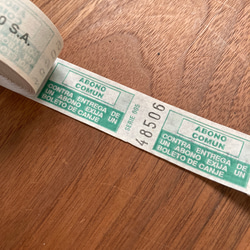 O S.A.
ABONO
COMUN
CONTRA ENTREGA DE
UN ABONO EXIJA UN
BOLETO DE CANJE
SERIE
48506
ABONO
COMUN
CONTRA ENTREGA DE
UN ABONO EXIJA UN
BOLETO DE CANJE